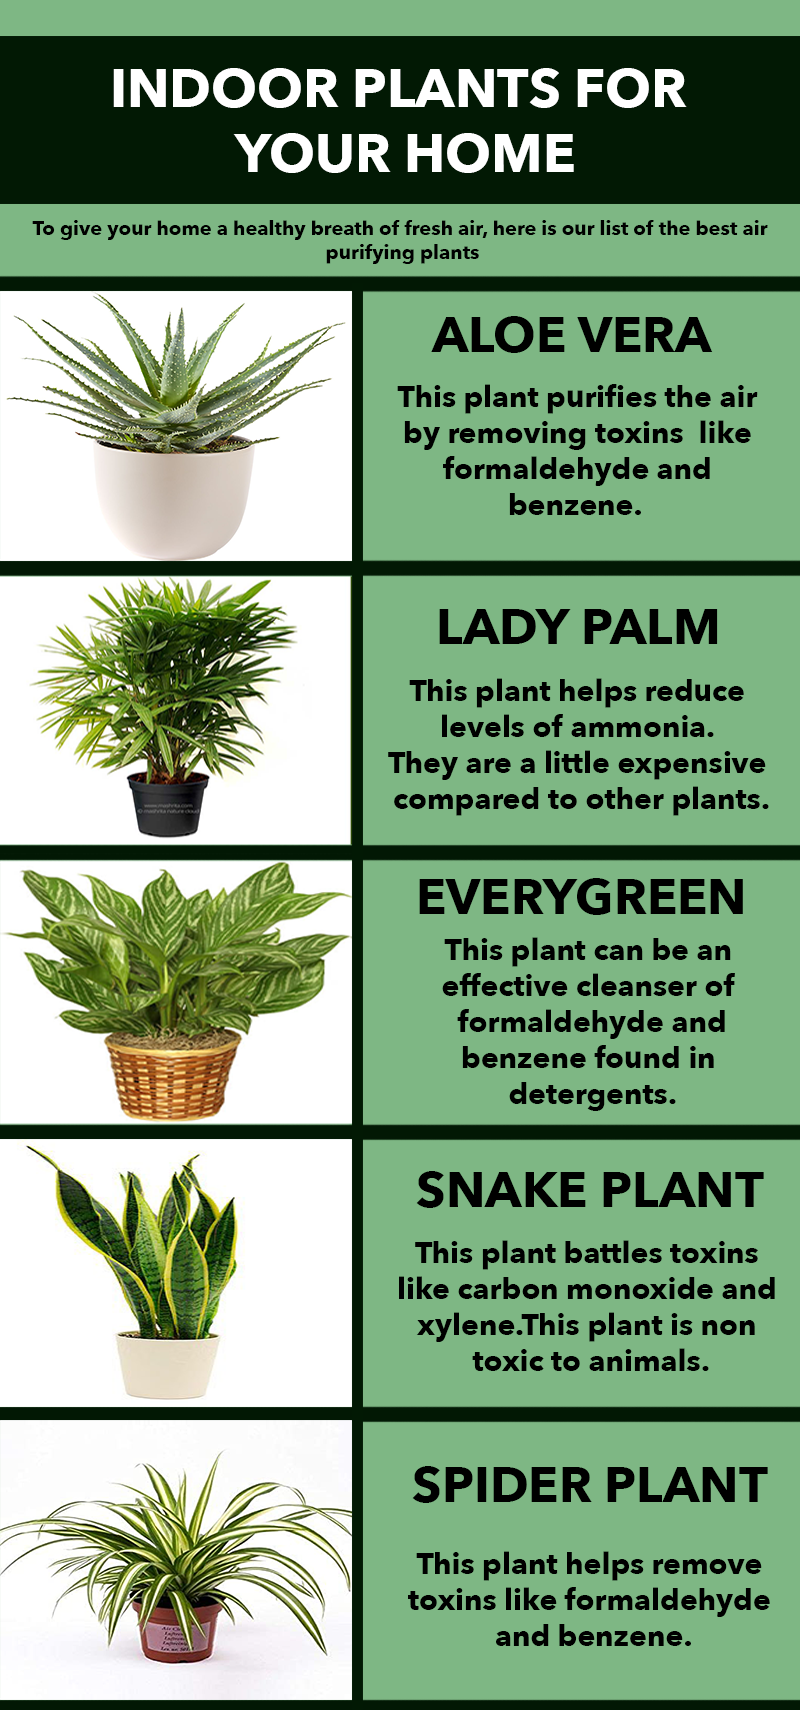 INDOOR PLANTS FOR
YOUR HOME
To give your home a healthy breath of fresh air, here is our list of the best air
purifying plants
ALOE VERA
This plant purifies the air
by removing toxins like
formaldehyde and
benzene.
LADY PALM
This plant helps reduce
levels of ammonia.
They are a little expensive
compared to other plants.
EVERYGREEN
This plant can be an
effective cleanser of
formaldehyde and
benzene found in
detergents.
SNAKE PLANT
This plant battles toxins
like carbon monoxide and
xylene.This plant is non
toxic to animals.
SPIDER PLANT
This plant helps remove
toxins like formaldehyde
and benzene.